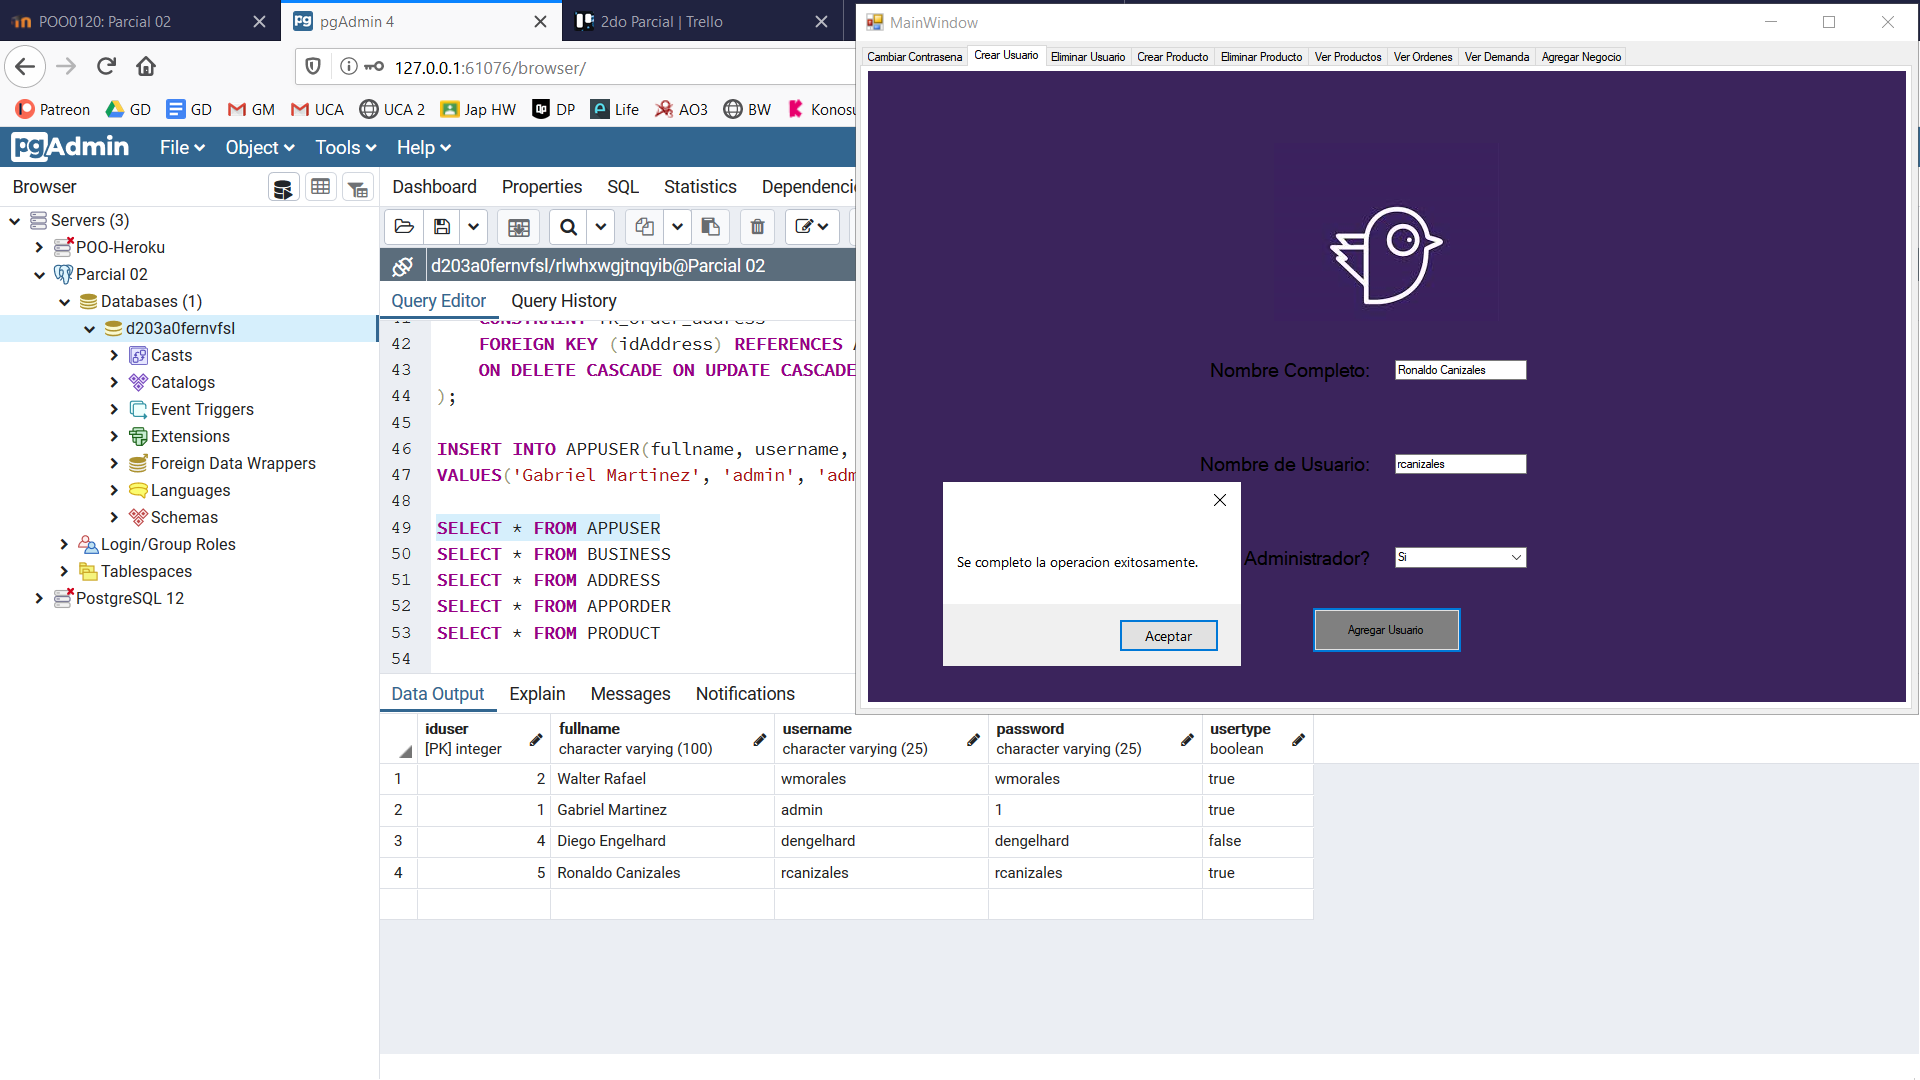 POO0120: Parcial 02
pgAdmin 4
2do Parcial | Trello
127.0.0.1:61076/browser/
Patreon
GD
GD
GM
UCA
UCA 2
Jap HW
DP
Life
AO3
BW
Konosu
pgAdmin
File
Object
Tools
Help
Browser
Dashboard
Properties
SQL
Statistics
Dependencie
Servers (3)
POO-Heroku
Parcial 02
Databases (1)
d203a0fernvfsl
Casts
Catalogs
Event Triggers
Extensions
Foreign Data Wrappers
Languages
Schemas
Login/Group Roles
Tablespaces
PostgreSQL 12
d203a0fernvfsl/rlwhxwgjtnqyib@Parcial 02
Query Editor
Query History
41 CONSTRAINT fk_order_address
42 FOREIGN KEY (idAddress) REFERENCES A
43 ON DELETE CASCADE ON UPDATE CASCADE
44 );
45
46 INSERT INTO APPUSER(fullname, username,
47 VALUES('Gabriel Martinez', 'admin', 'adm
48
49 SELECT * FROM APPUSER
50 SELECT * FROM BUSINESS
51 SELECT * FROM ADDRESS
52 SELECT * FROM APPORDER
53 SELECT * FROM PRODUCT
54
Data Output
Explain
Messages
Notifications
iduser [PK] integer
fullname character varying (100)
username character varying (25)
password character varying (25)
usertype boolean
1 2 Walter Rafael wmorales wmorales true
2 1 Gabriel Martinez admin 1 true
3 4 Diego Engelhard dengelhard dengelhard false
4 5 Ronaldo Canizales rcanizales rcanizales true
MainWindow
Cambiar Contrasena
Crear Usuario
Eliminar Usuario
Crear Producto
Eliminar Producto
Ver Productos
Ver Ordenes
Ver Demanda
Agregar Negocio
Nombre Completo: Ronaldo Canizales
Nombre de Usuario: rcanizales
Administrador? Si
Agregar Usuario
Se completo la operacion exitosamente.
Aceptar